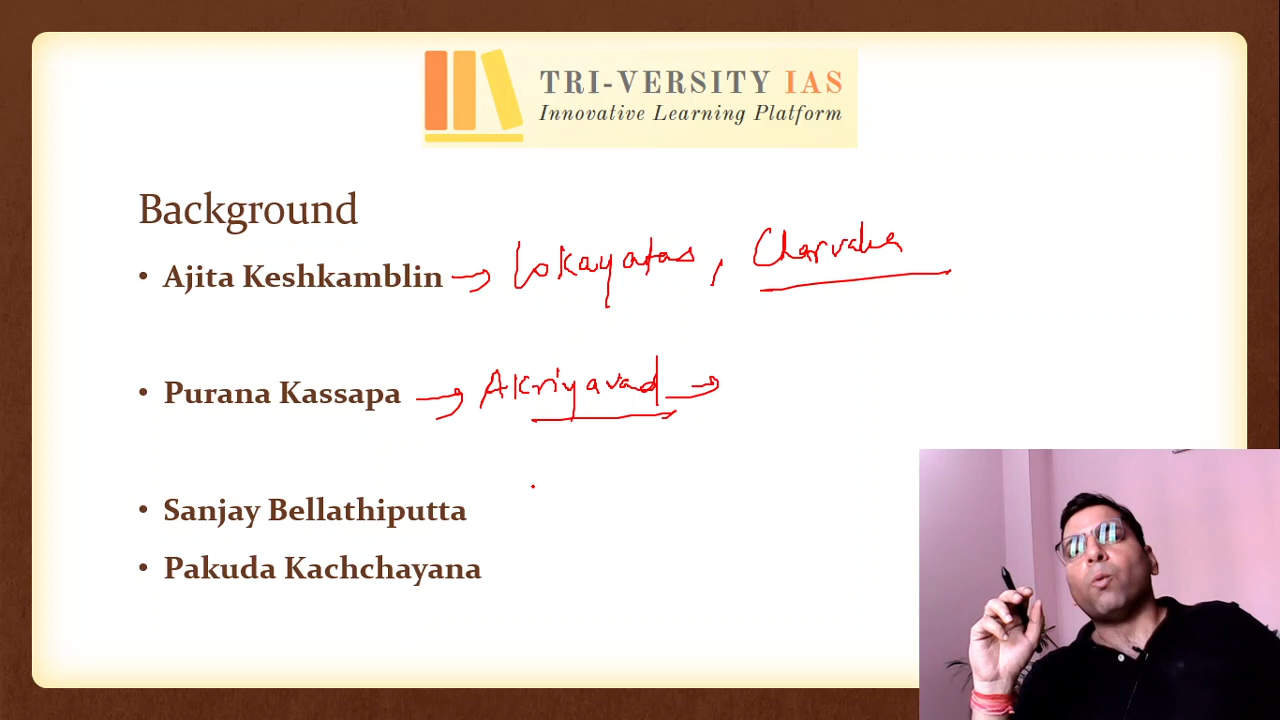 TRI-VERSITY IAS
Innovative Learning Platform
Background
• Ajita Keshkamblin → Lokayatas, Charvaka
• Purana Kassapa → Akriyavad →
• Sanjay Bellathiputta
• Pakuda Kachchayana